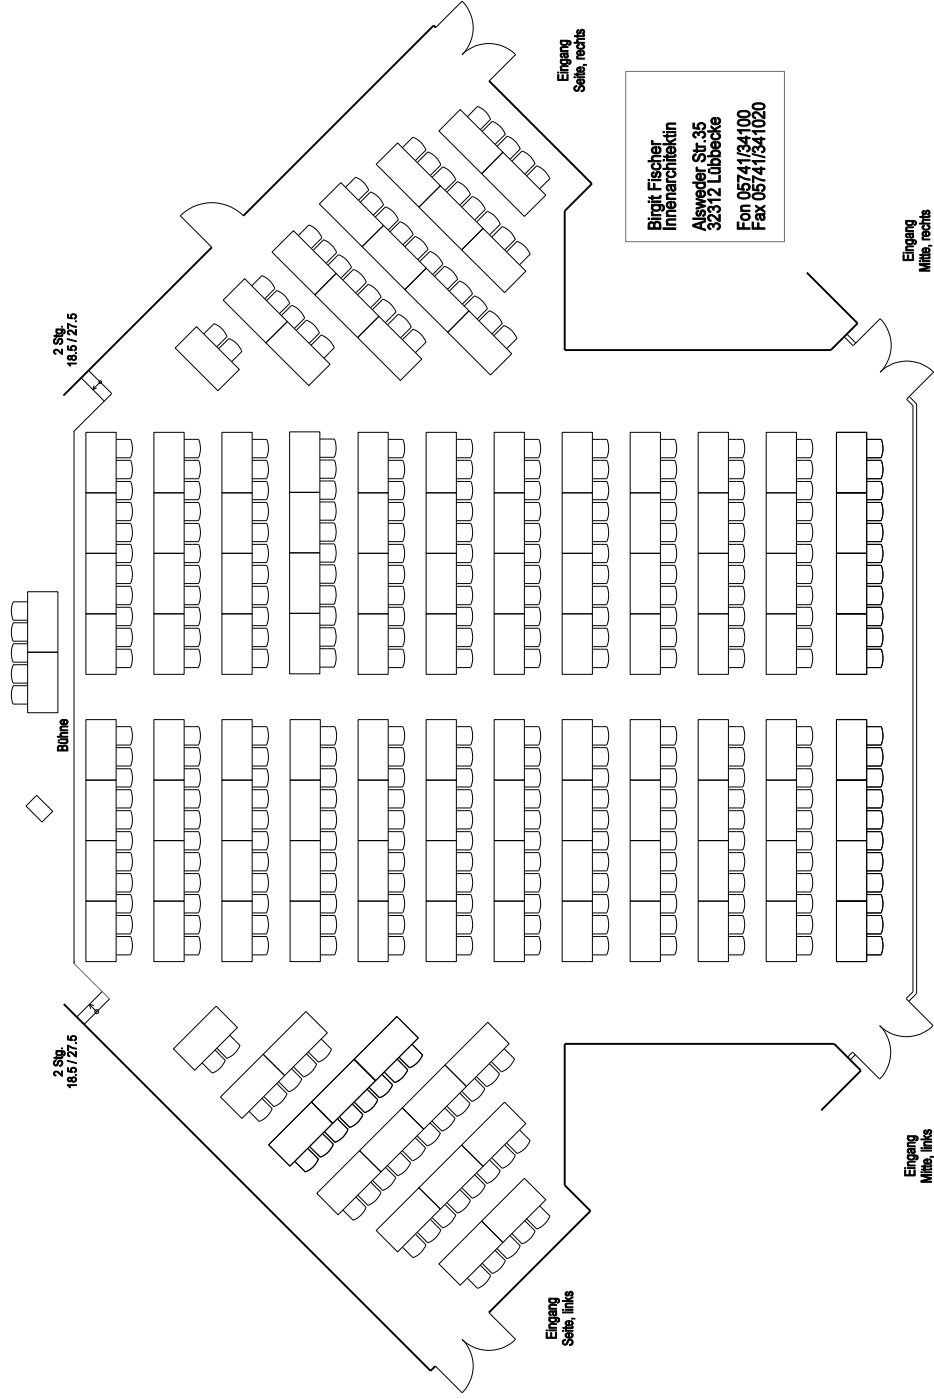 Eingang
Seite, rechts
Birgit Fischer
Innenarchitektin
Alsweder Str.35
32312 Lübbecke
Fon 05741/34100
Fax 05741/341020
Eingang
Mitte, rechts
2 Stg.
18.5 / 27.5
Bühne
2 Stg.
18.5 / 27.5
Eingang
Mitte, links
Eingang
Seite, links